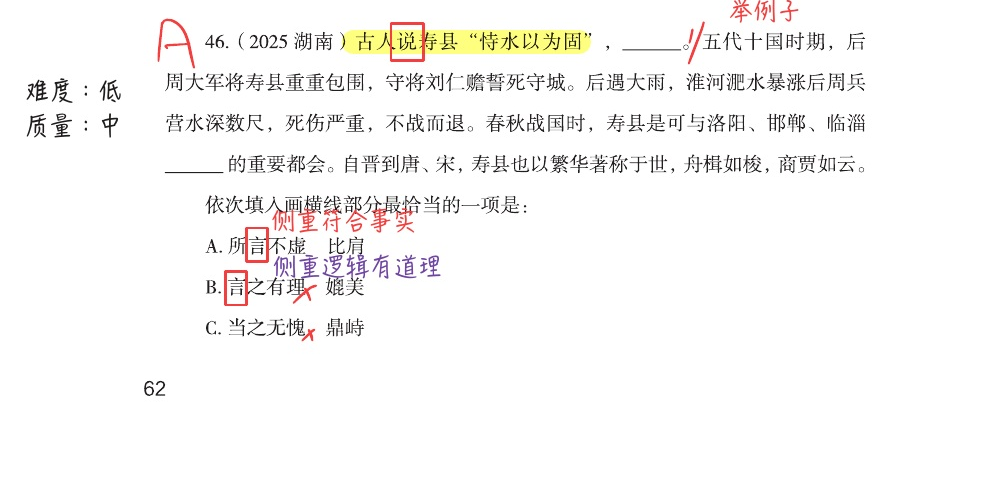 举例子
A 46.（2025 湖南）古人说寿县“恃水以为固”，______。五代十国时期，后
难度：低
周大军将寿县重重包围，守将刘仁赡誓死守城。后遇大雨，淮河淝水暴涨后周兵
质量：中
营水深数尺，死伤严重，不战而退。春秋战国时，寿县是可与洛阳、邯郸、临淄
______的重要都会。自晋到唐、宋，寿县也以繁华著称于世，舟楫如梭，商贾如云。
依次填入画横线部分最恰当的一项是：
侧重符合事实
A. 所言不虚 比肩
侧重逻辑有道理
B. 言之有理 媲美
C. 当之无愧 鼎峙
62